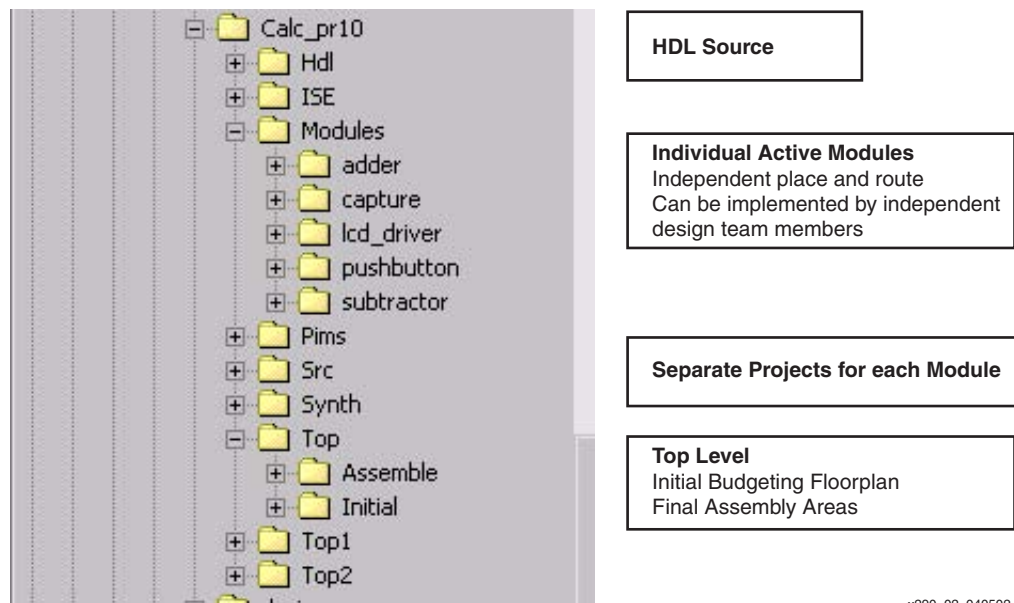 Calc_pr10
Hdl
ISE
Modules
adder
capture
lcd_driver
pushbutton
subtractor
Pims
Src
Synth
Top
Assemble
Initial
Top1
Top2
HDL Source
Individual Active Modules
Independent place and route
Can be implemented by independent
design team members
Separate Projects for each Module
Top Level
Initial Budgeting Floorplan
Final Assembly Areas